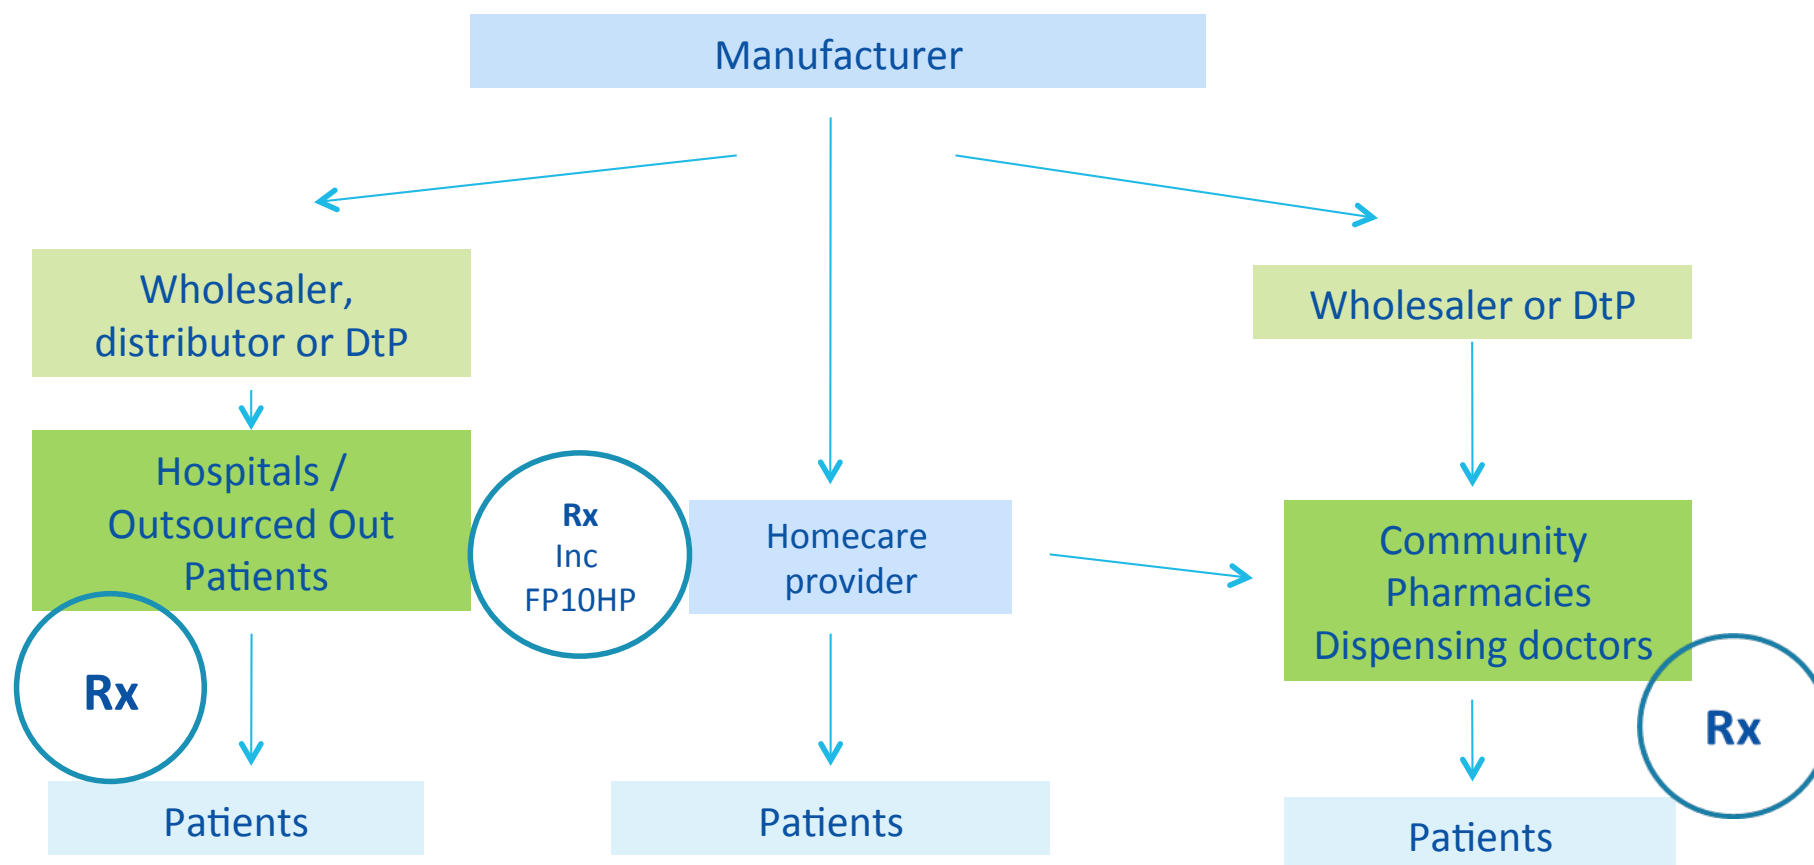 Manufacturer
Wholesaler,
distributor or DtP
Wholesaler or DtP
Hospitals /
Outsourced Out
Patients
Rx
Inc
FP10HP
Homecare
provider
Community
Pharmacies
Dispensing doctors
Rx
Rx
Patients
Patients
Patients